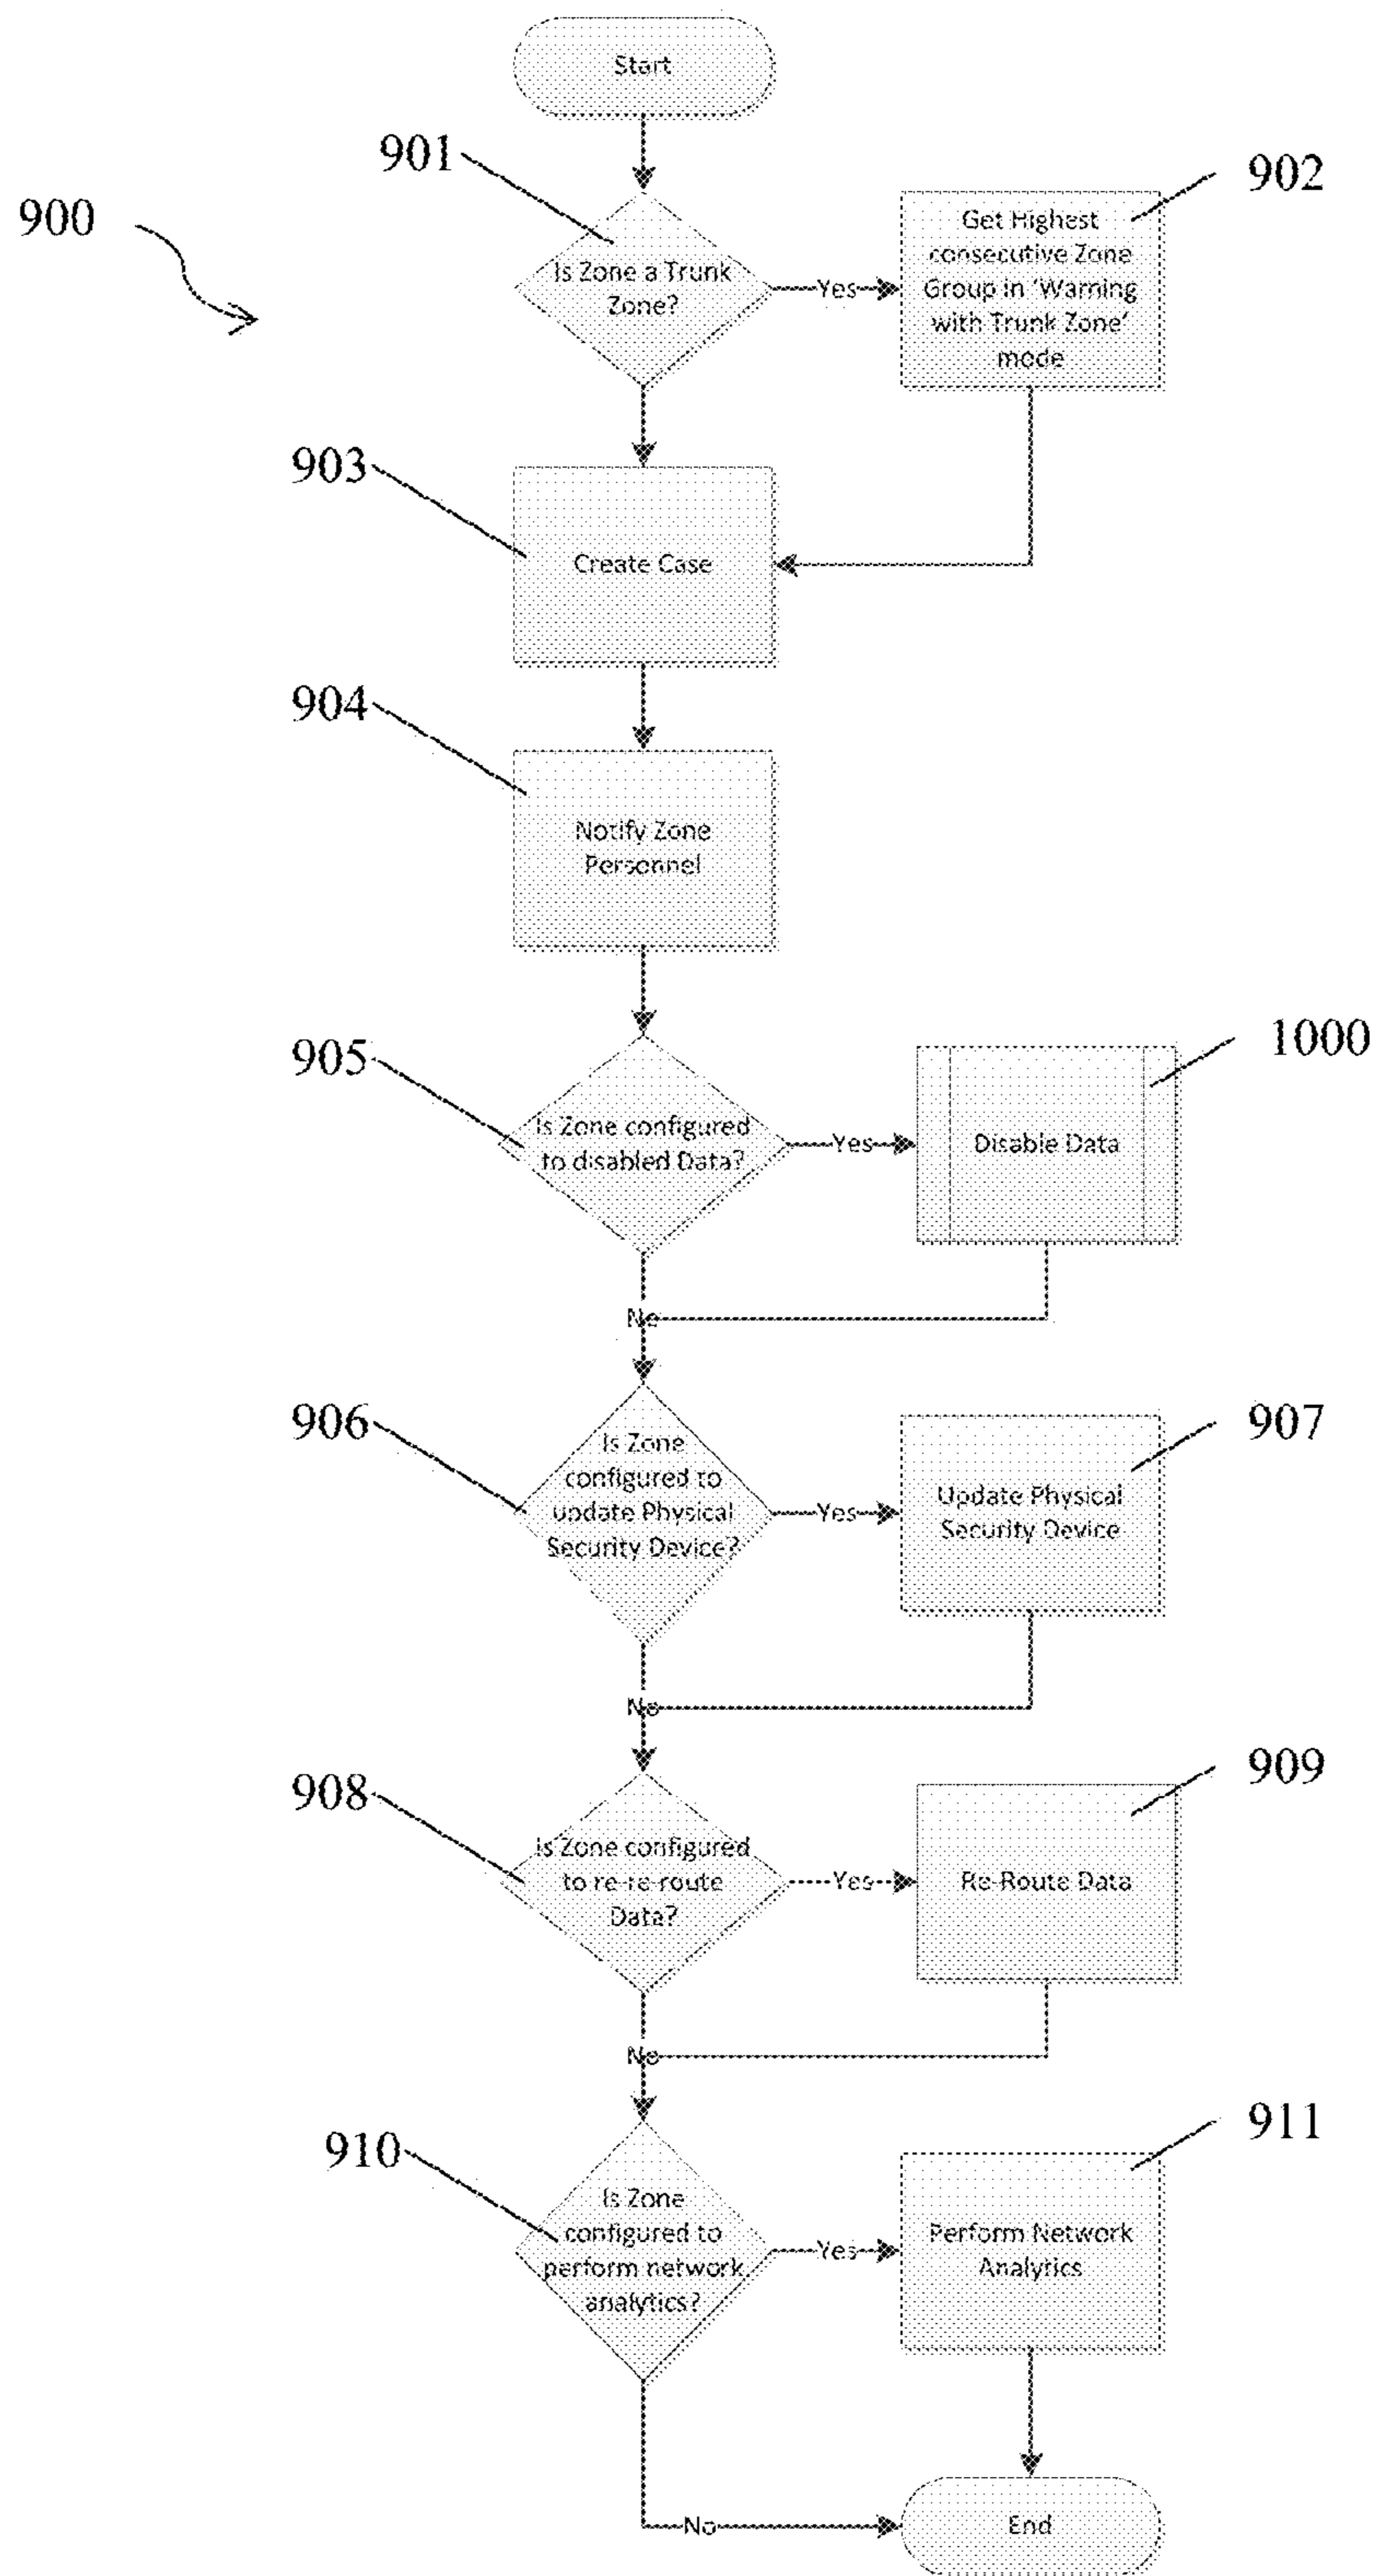 Start
901
902
900
Is Zone a Trunk
Zone?
Yes
Get Highest
consecutive Zone
Group in 'Warning
with Trunk Zone'
mode
903
Create Case
904
Notify Zone
Personnel
905
1000
Is Zone configured
to disabled Data?
Yes
Disable Data
No
906
907
Is Zone
configured to
update Physical
Security Device?
Yes
Update Physical
Security Device
No
908
909
Is Zone configured
to re-re-route
Data?
Yes
Re-Route Data
No
910
911
Is Zone
configured to
perform network
analytics?
Yes
Perform Network
Analytics
No
End